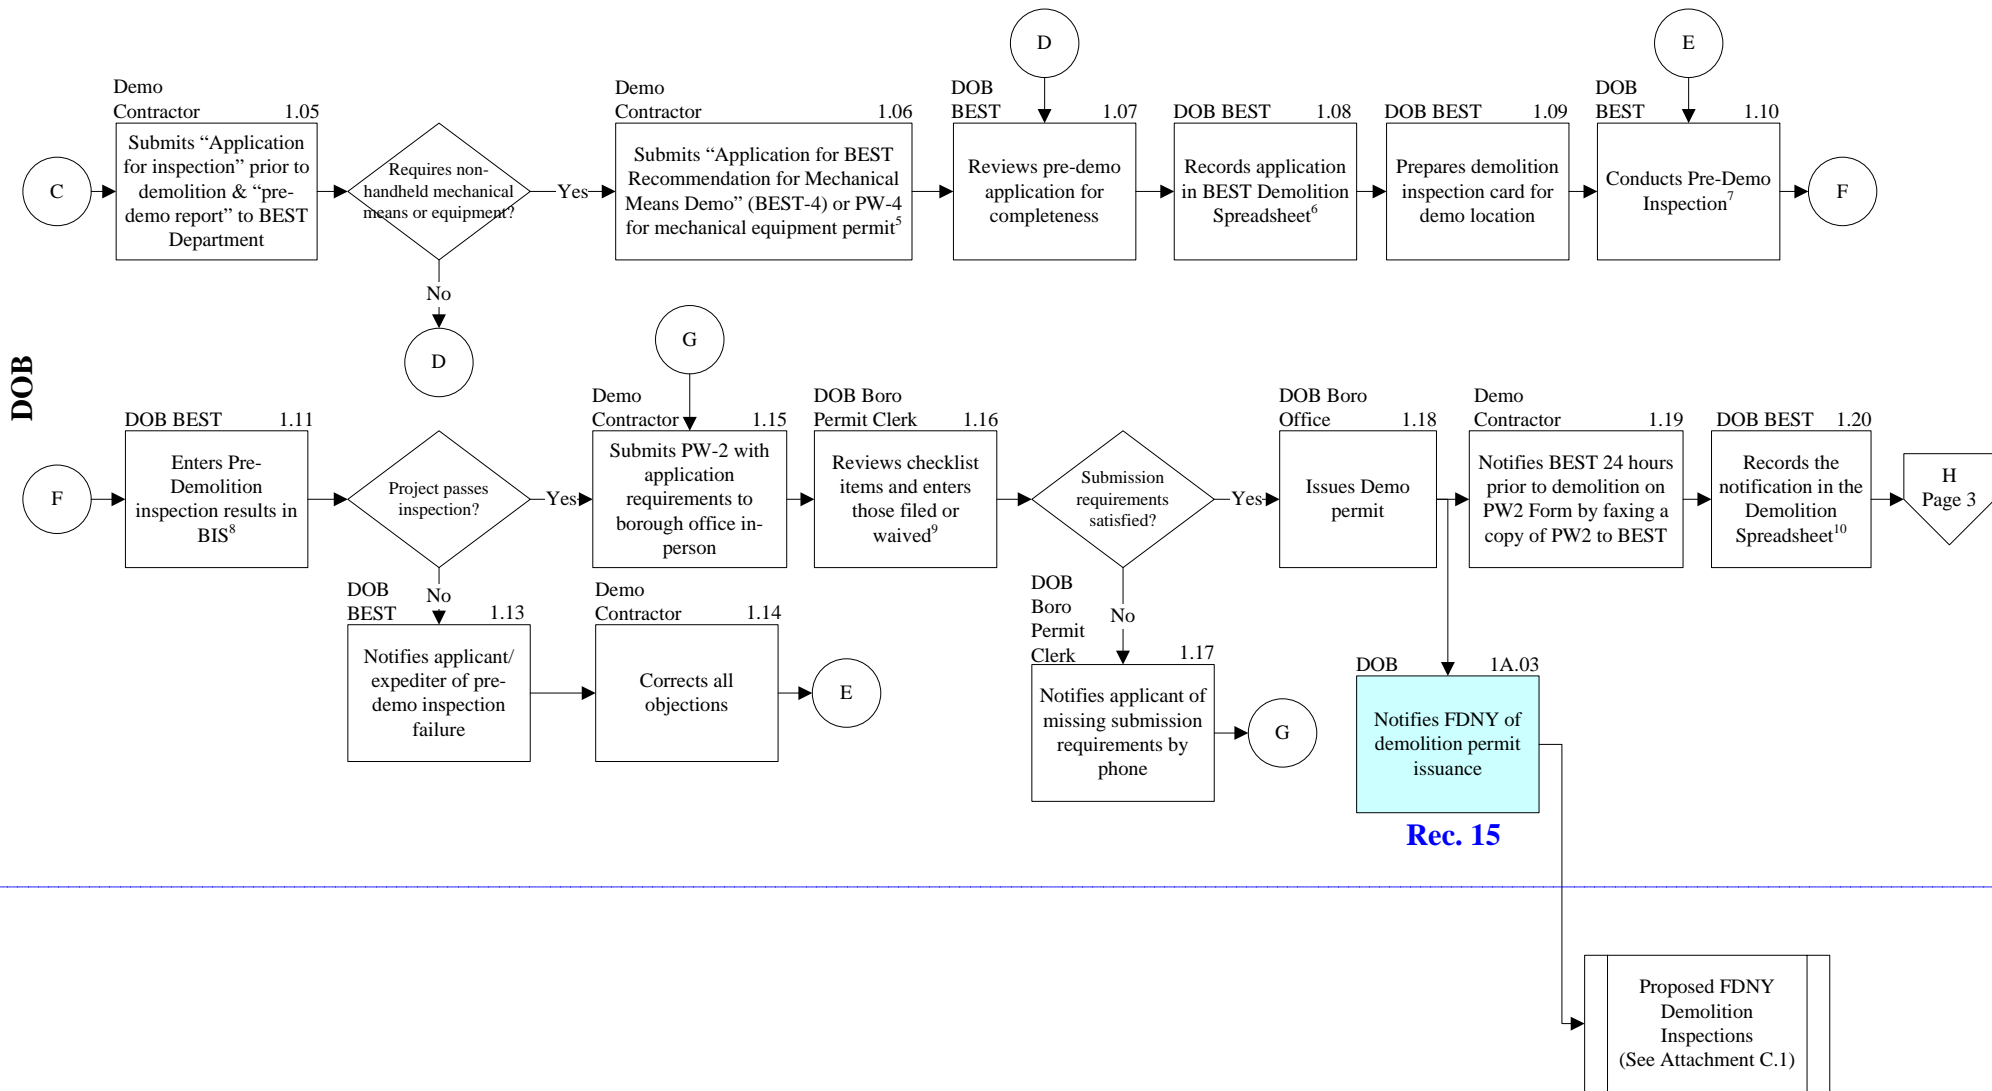 D
E
Demo
Contractor 1.05
Submits “Application
for inspection” prior to
demolition & “pre-
demo report” to BEST
Department
C
Requires non-
handheld mechanical
means or equipment?
Yes
No
D
Demo
Contractor 1.06
Submits “Application for BEST
Recommendation for Mechanical
Means Demo” (BEST-4) or PW-4
for mechanical equipment permit5
DOB
BEST 1.07
Reviews pre-demo
application for
completeness
DOB BEST 1.08
Records application
in BEST Demolition
Spreadsheet6
DOB BEST 1.09
Prepares demolition
inspection card for
demo location
DOB
BEST 1.10
Conducts Pre-Demo
Inspection7
F
DOB
F
DOB BEST 1.11
Enters Pre-
Demolition
inspection results in
BIS8
Project passes
inspection?
Yes
No
G
Demo
Contractor 1.15
Submits PW-2 with
application
requirements to
borough office in-
person
DOB Boro
Permit Clerk 1.16
Reviews checklist
items and enters
those filed or
waived9
Submission
requirements
satisfied?
Yes
No
DOB Boro
Office 1.18
Issues Demo
permit
Demo
Contractor 1.19
Notifies BEST 24 hours
prior to demolition on
PW2 Form by faxing a
copy of PW2 to BEST
DOB BEST 1.20
Records the
notification in the
Demolition
Spreadsheet10
H
Page 3
DOB
BEST 1.13
Notifies applicant/
expediter of pre-
demo inspection
failure
Demo
Contractor 1.14
Corrects all
objections
E
DOB
Boro
Permit
Clerk 1.17
Notifies applicant of
missing submission
requirements by
phone
G
DOB 1A.03
Notifies FDNY of
demolition permit
issuance
Rec. 15
Proposed FDNY
Demolition
Inspections
(See Attachment C.1)